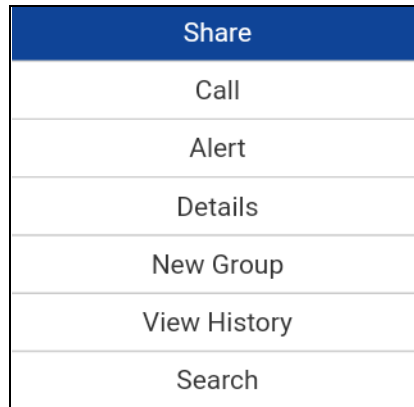 Share
Call
Alert
Details
New Group
View History
Search